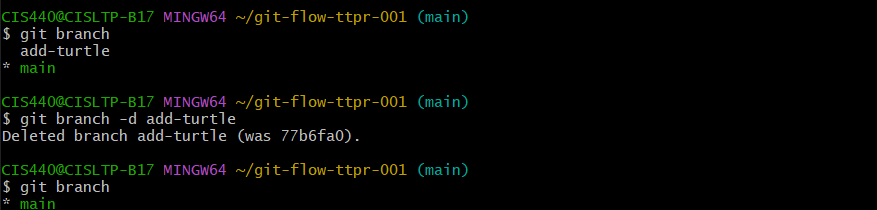 CIS440@CISLTP-B17 MINGW64 ~/git-flow-ttpr-001 (main)
$ git branch
  add-turtle
* main
CIS440@CISLTP-B17 MINGW64 ~/git-flow-ttpr-001 (main)
$ git branch -d add-turtle
Deleted branch add-turtle (was 77b6fa0).
CIS440@CISLTP-B17 MINGW64 ~/git-flow-ttpr-001 (main)
$ git branch
* main